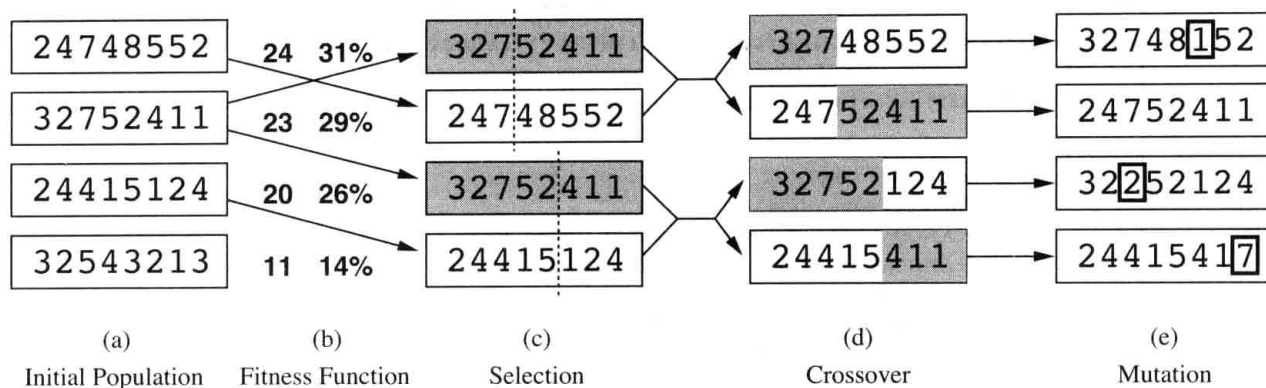 24748552 24 31% 32752411 32748552 32748152
32752411 23 29% 24748552 24752411 24752411
24415124 20 26% 32752411 32752124 32252124
32543213 11 14% 24415124 24415411 24415417
(a) (b) (c) (d) (e)
Initial Population Fitness Function Selection Crossover Mutation